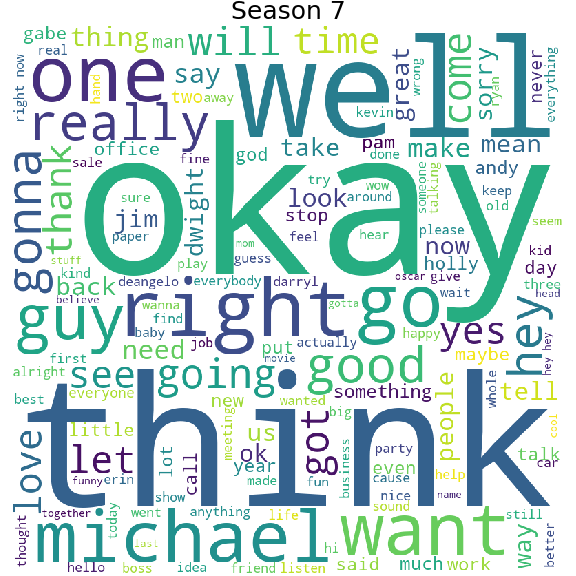 Season 7
gabe thing man will time
real
right now
one well
hand
say two away
really
great wrong ryan come sorry never everything
kevin
office sale fine god take pam done make mean
gonna thank
okay
sure jim paper dwight
try wow someone talking
look around stop
andy keep old
please now
seem
stuff kind mom feel hear guess play
holly day kid three
back deangelo everybody darryl oscar give wait
believe wanna gotta head
guy find right go yes hey
baby job actually happy hey hey
first need put movie good maybe
alright see going something whole tell
best everyone new wanted big people cool
love little us got
let lot call meeting ok year even talk
funny erin fun business party cause help car
show made nice name
think
thought together today went anything life sound hi still way better
michael want
last
hello boss idea friend listen said much work